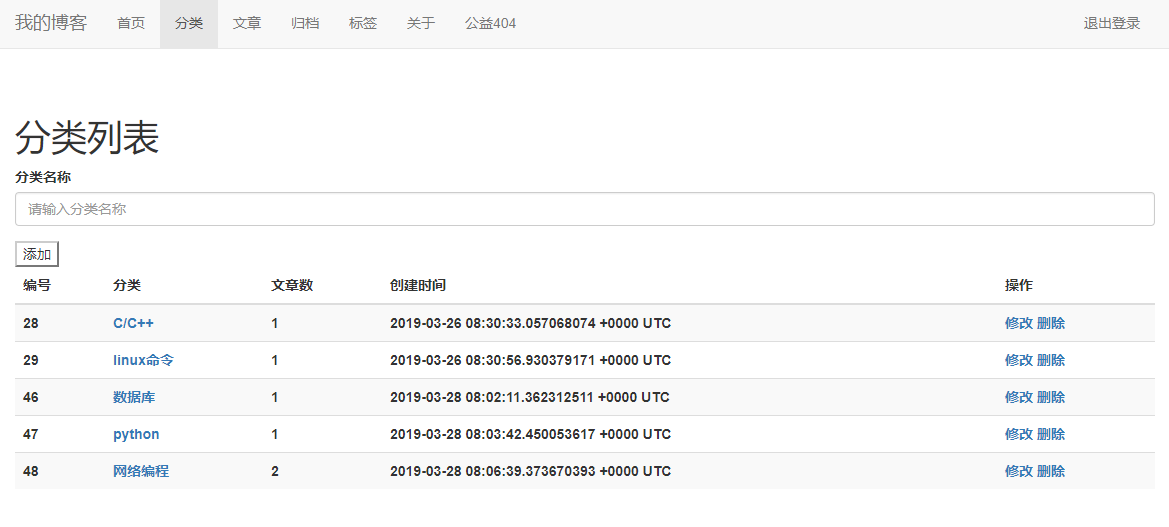 我的博客 首页 分类 文章 归档 标签 关于 公益404 退出登录
分类列表
分类名称
请输入分类名称
添加
编号 分类 文章数 创建时间 操作
28 C/C++ 1 2019-03-26 08:30:33.057068074 +0000 UTC 修改 删除
29 linux命令 1 2019-03-26 08:30:56.930379171 +0000 UTC 修改 删除
46 数据库 1 2019-03-28 08:02:11.362312511 +0000 UTC 修改 删除
47 python 1 2019-03-28 08:03:42.450053617 +0000 UTC 修改 删除
48 网络编程 2 2019-03-28 08:06:39.373670393 +0000 UTC 修改 删除